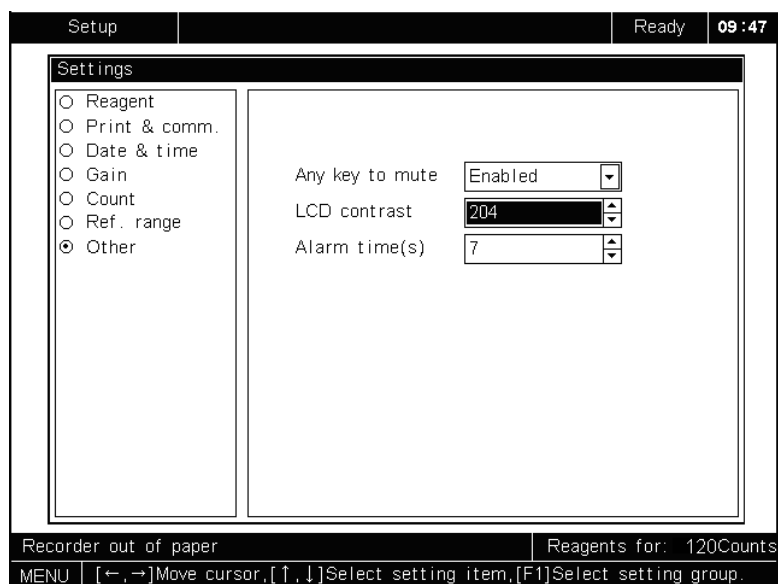 Setup Ready 09:47
Settings
Reagent
Print & comm.
Date & time
Gain
Count
Ref. range
Other
Any key to mute Enabled
LCD contrast 204
Alarm time(s) 7
Recorder out of paper Reagents for: 120Counts
MENU [←,→]Move cursor,[↑,↓]Select setting item,[F1]Select setting group.